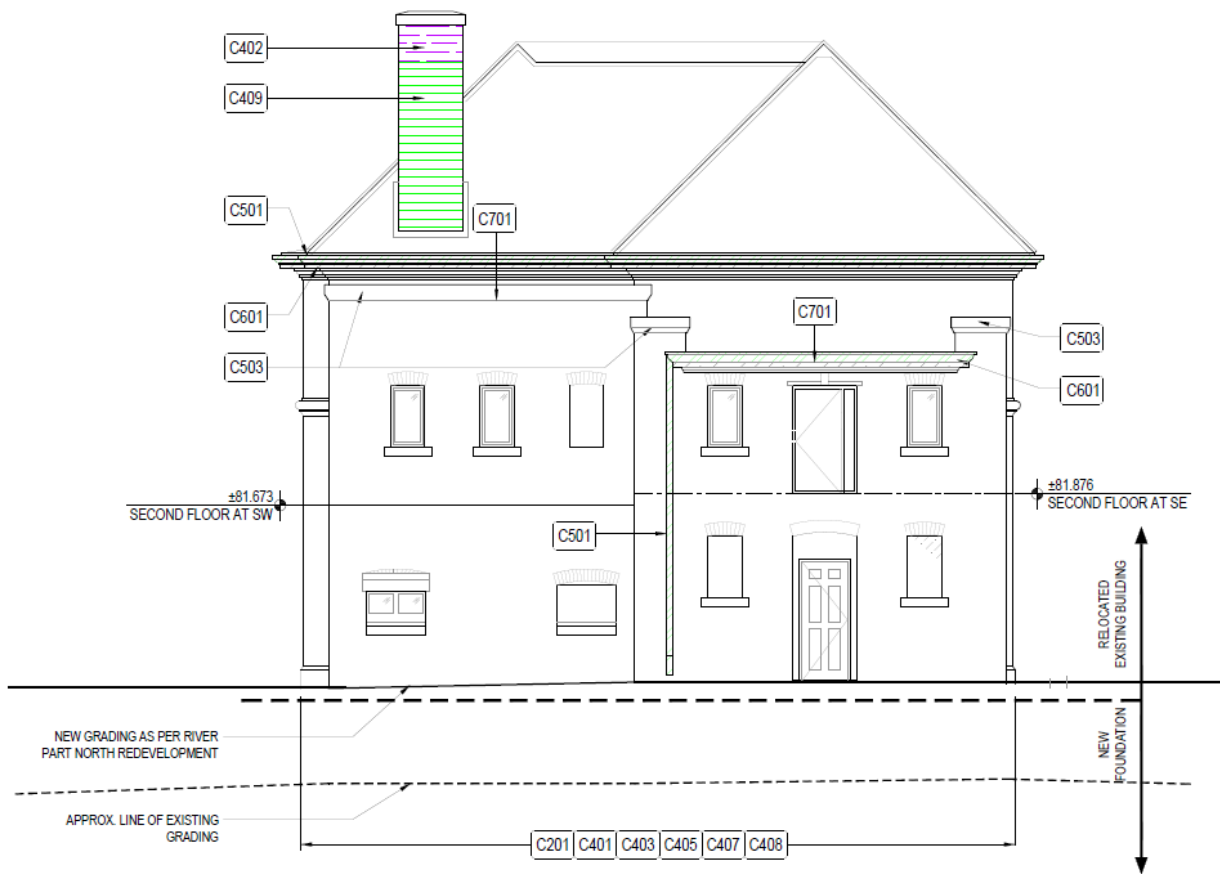 C402
C409
C501
C701
C601
C701
C503
C503
C601
±81.673
SECOND FLOOR AT SW
±81.876
SECOND FLOOR AT SE
C501
RELOCATED
EXISTING BUILDING
NEW GRADING AS PER RIVER
PART NORTH REDEVELOPMENT
NEW
FOUNDATION
APPROX. LINE OF EXISTING
GRADING
C201 C401 C403 C405 C407 C408